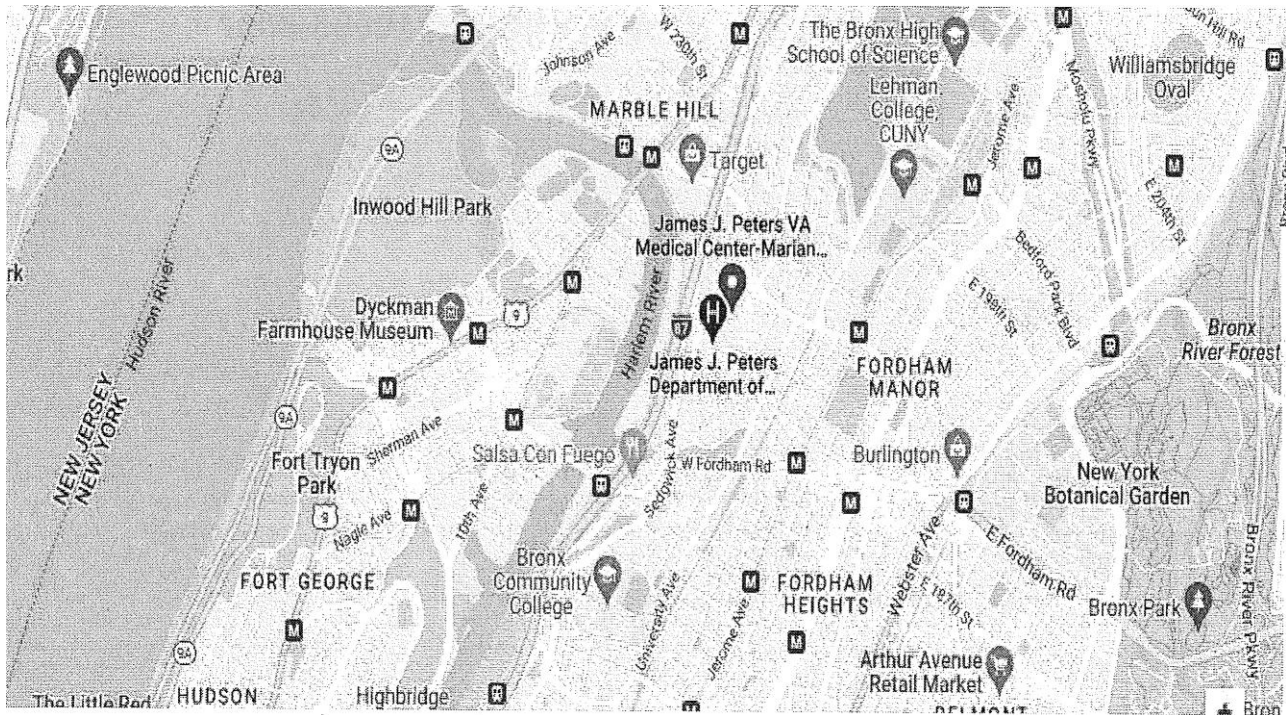 Englewood Picnic Area
Johnson Ave
W 230th St
M
The Bronx High
School of Science
Lehman
College,
CUNY
Jerome Ave
Mosholu Pkwy
Williamsbridge
Oval
MARBLE HILL
M
Target
9A
Inwood Hill Park
James J. Peters VA
Medical Center-Marian...
M
M
M
M
E 204th St
rk
Hudson River
Dyckman
Farmhouse Museum
M
M
9
Harlem River
87
H
James J. Peters
Department of...
M
FORDHAM
MANOR
E 198th St
Bedford Park Blvd
Bronx
River Forest
NEW JERSEY
NEW YORK
9A
M
Sherman Ave
M
Fort Tryon
Park
9
Nagle Ave
M
10th Ave
Salsa Con Fuego
Sedgwick Ave
W Fordham Rd
M
Burlington
New York
Botanical Garden
M
FORT GEORGE
Bronx
Community
College
University Ave
Jerome Ave
M
FORDHAM
HEIGHTS
Webster Ave
E Fordham Rd
E 187th St
Bronx Park
Bronx River Pkwy
M
9A
M
Arthur Avenue
Retail Market
The Little Red
HUDSON
Highbridge
M
BELMONT
Bron